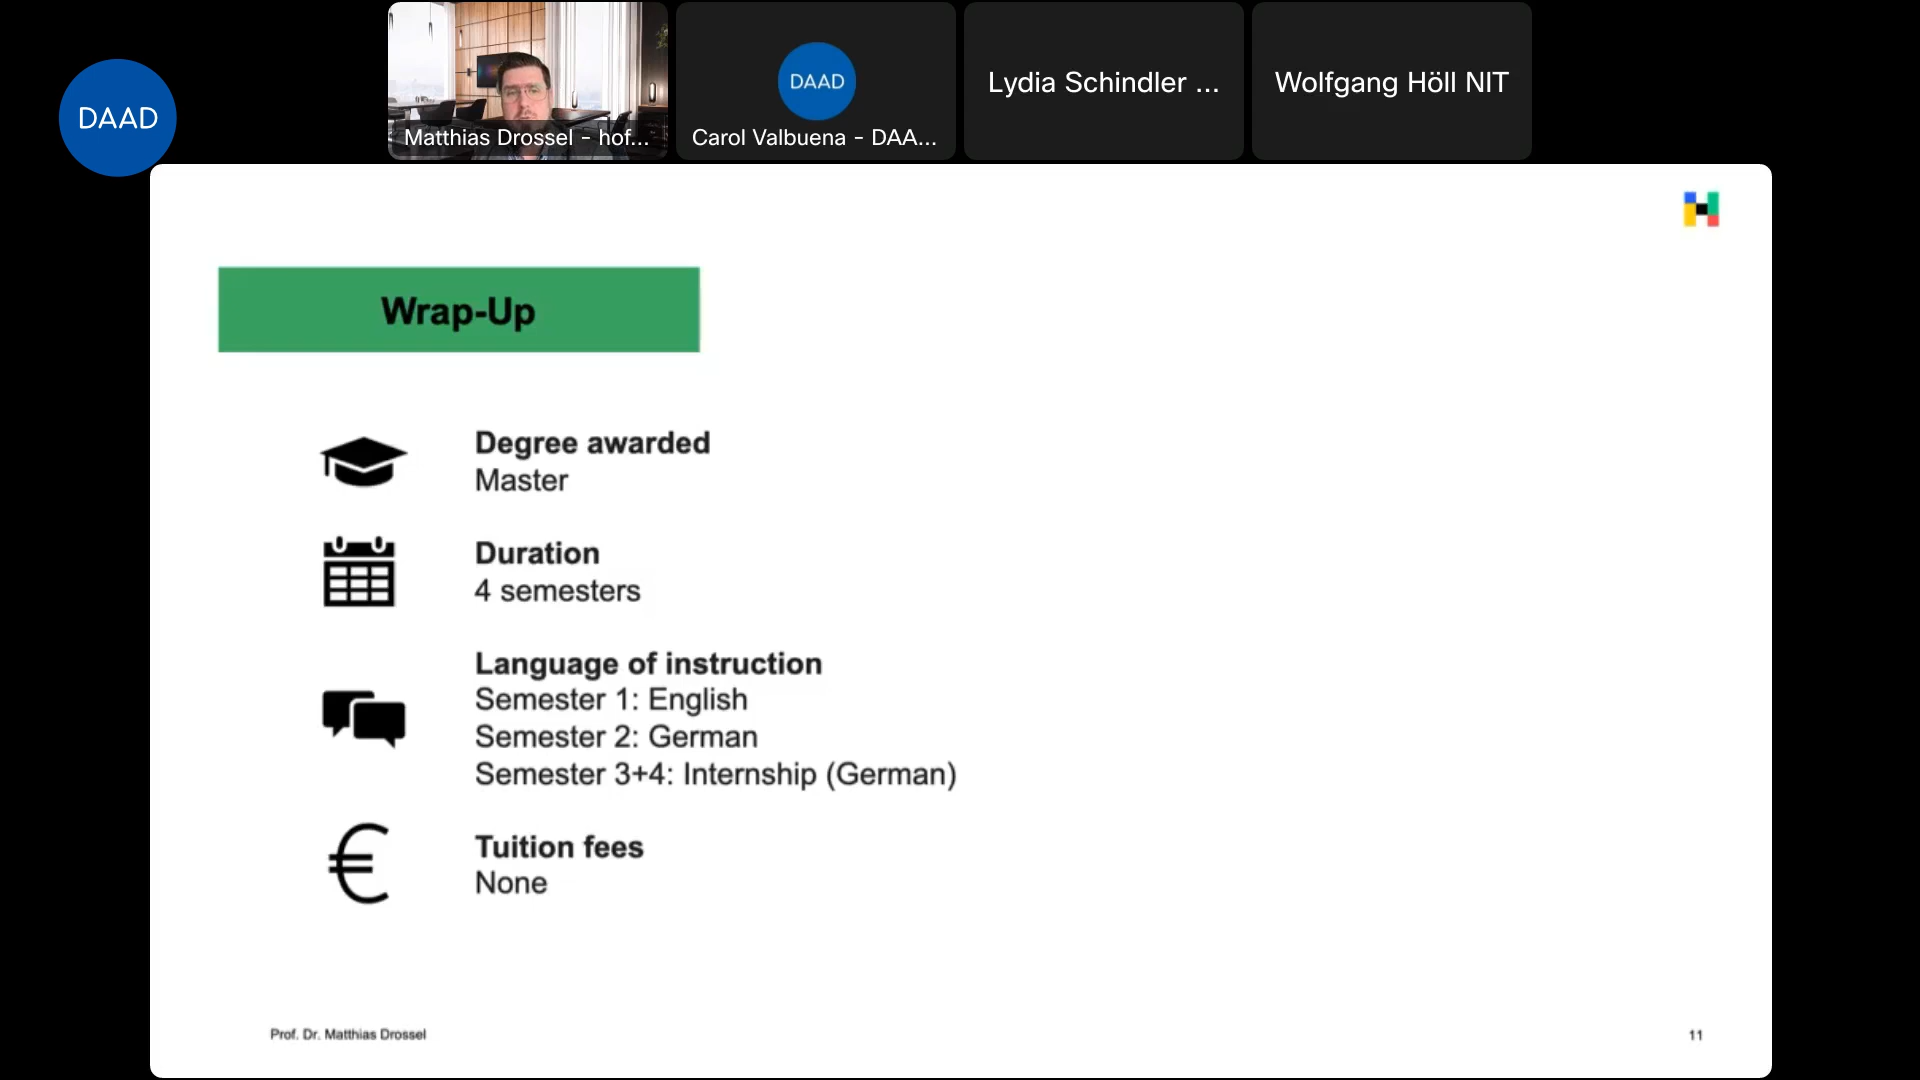 DAAD
Matthias Drossel - hof...
DAAD
Carol Valbuena - DAA...
Lydia Schindler ...
Wolfgang Höll NIT
Wrap-Up
Degree awarded
Master
Duration
4 semesters
Language of instruction
Semester 1: English
Semester 2: German
Semester 3+4: Internship (German)
€
Tuition fees
None
Prof. Dr. Matthias Drossel
11